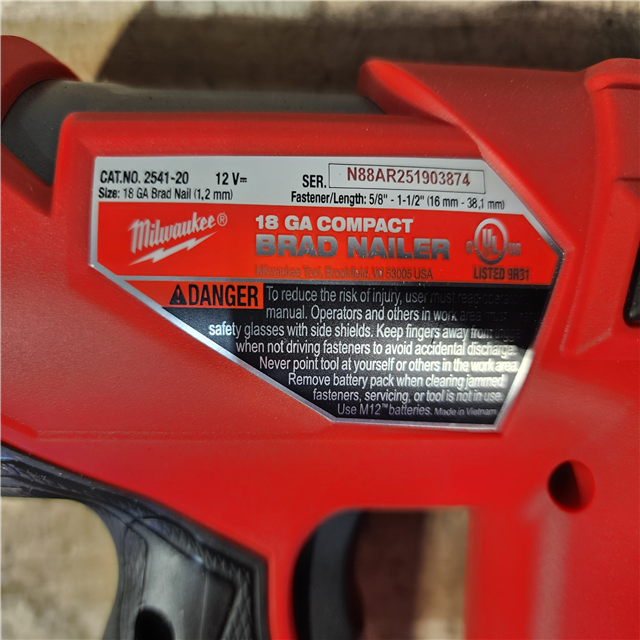 CAT.NO. 2541-20 12 V⎓ SER. N88AR251903874
Size: 18 GA Brad Nail (1,2 mm) Fastener/Length: 5/8" - 1-1/2" (16 mm - 38,1 mm)
Milwaukee®
18 GA COMPACT
BRAD NAILER
Milwaukee Tool, Brookfield, WI 53005 USA
C UL US
LISTED 9R31
DANGER To reduce the risk of injury, user must read operator's
manual. Operators and others in work area must
safety glasses with side shields. Keep fingers away from
when not driving fasteners to avoid accidental discharge.
Never point tool at yourself or others in the work area.
Remove battery pack when clearing jammed
fasteners, servicing, or tool is not in use.
Use M12™ batteries. Made in Vietnam